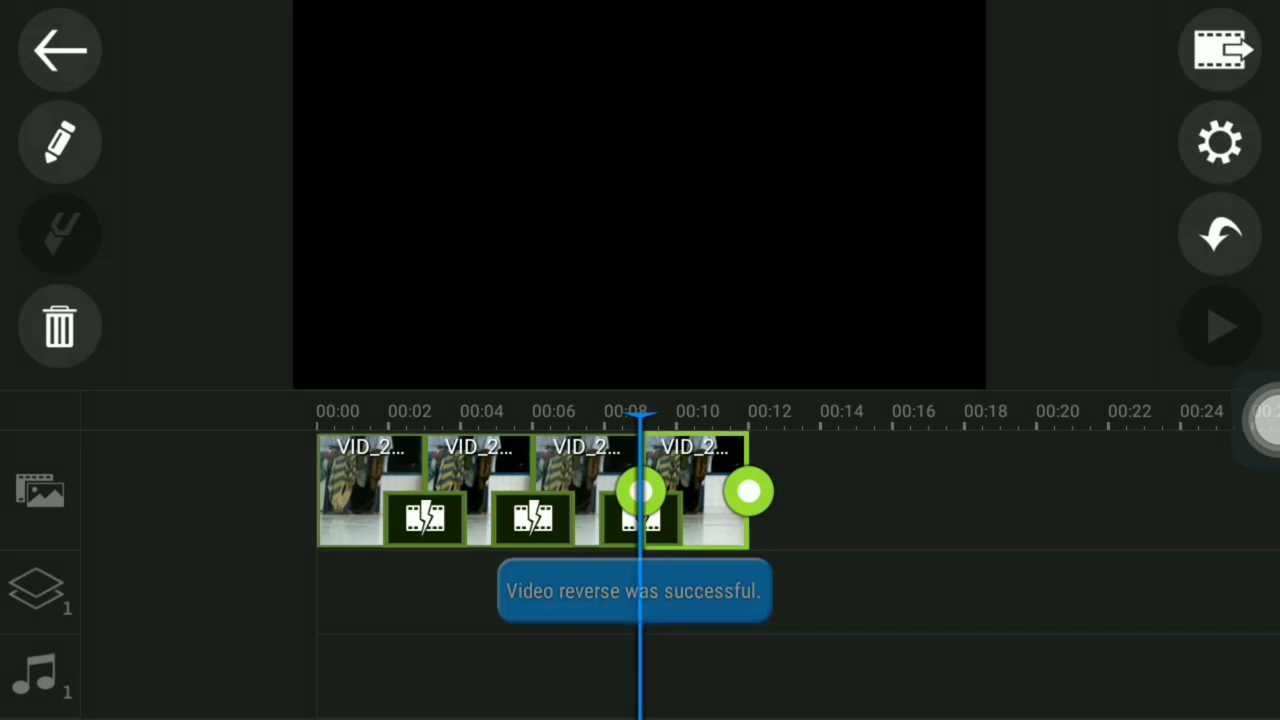 00:00 00:02 00:04 00:06 00:08 00:10 00:12 00:14 00:16 00:18 00:20 00:22 00:24
VID_2... VID_2... VID_2... VID_2...
Video reverse was successful.
1
1